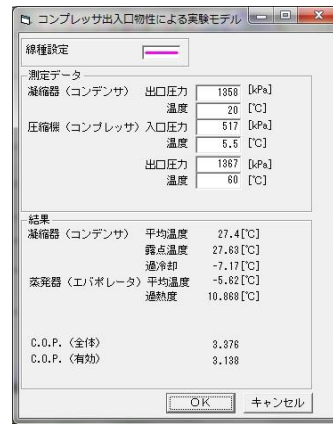 コンプレッサ出入口物性による実験モデル
線種設定
測定データ
凝縮器（コンデンサ） 出口圧力 1358 [kPa]
温度 20 [℃]
圧縮機（コンプレッサ）入口圧力 517 [kPa]
温度 5.5 [℃]
出口圧力 1367 [kPa]
温度 60 [℃]
結果
凝縮器（コンデンサ） 平均温度 27.4[℃]
露点温度 27.63[℃]
過冷却 -7.17[℃]
蒸発器（エバポレータ）平均温度 -5.62[℃]
過熱度 10.868[℃]
C.O.P.（全体） 3.376
C.O.P.（有効） 3.138
OK キャンセル